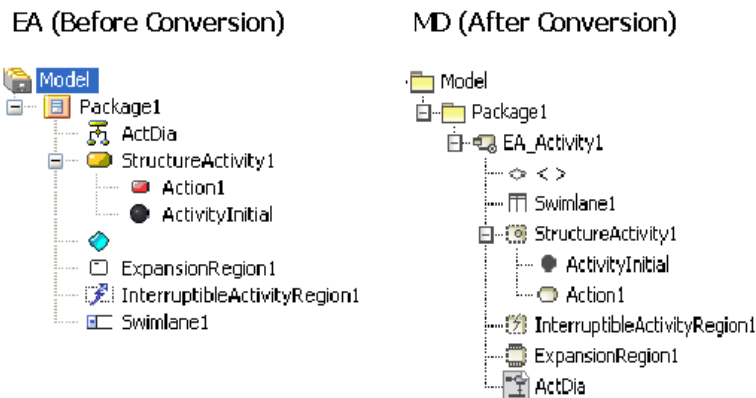 EA (Before Conversion)
Model
Package1
ActDia
StructureActivity1
Action1
ActivityInitial
ExpansionRegion1
InterruptibleActivityRegion1
Swimlane1
MD (After Conversion)
Model
Package1
EA_Activity1
< >
Swimlane1
StructureActivity1
ActivityInitial
Action1
InterruptibleActivityRegion1
ExpansionRegion1
ActDia